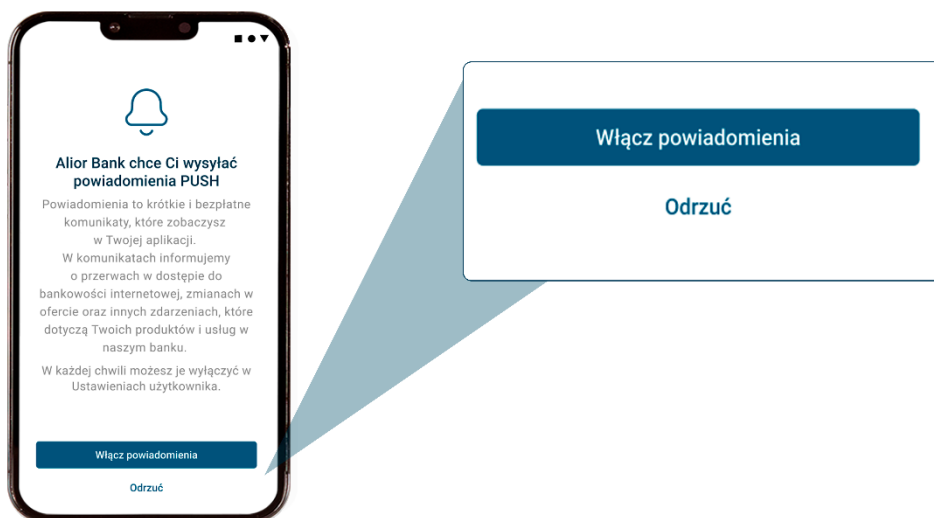 Alior Bank chce Ci wysyłać
powiadomienia PUSH
Powiadomienia to krótkie i bezpłatne
komunikaty, które zobaczysz
w Twojej aplikacji.
W komunikatach informujemy
o przerwach w dostępie do
bankowości internetowej, zmianach w
ofercie oraz innych zdarzeniach, które
dotyczą Twoich produktów i usług w
naszym banku.
W każdej chwili możesz je wyłączyć w
Ustawieniach użytkownika.
Włącz powiadomienia
Odrzuć
Włącz powiadomienia
Odrzuć